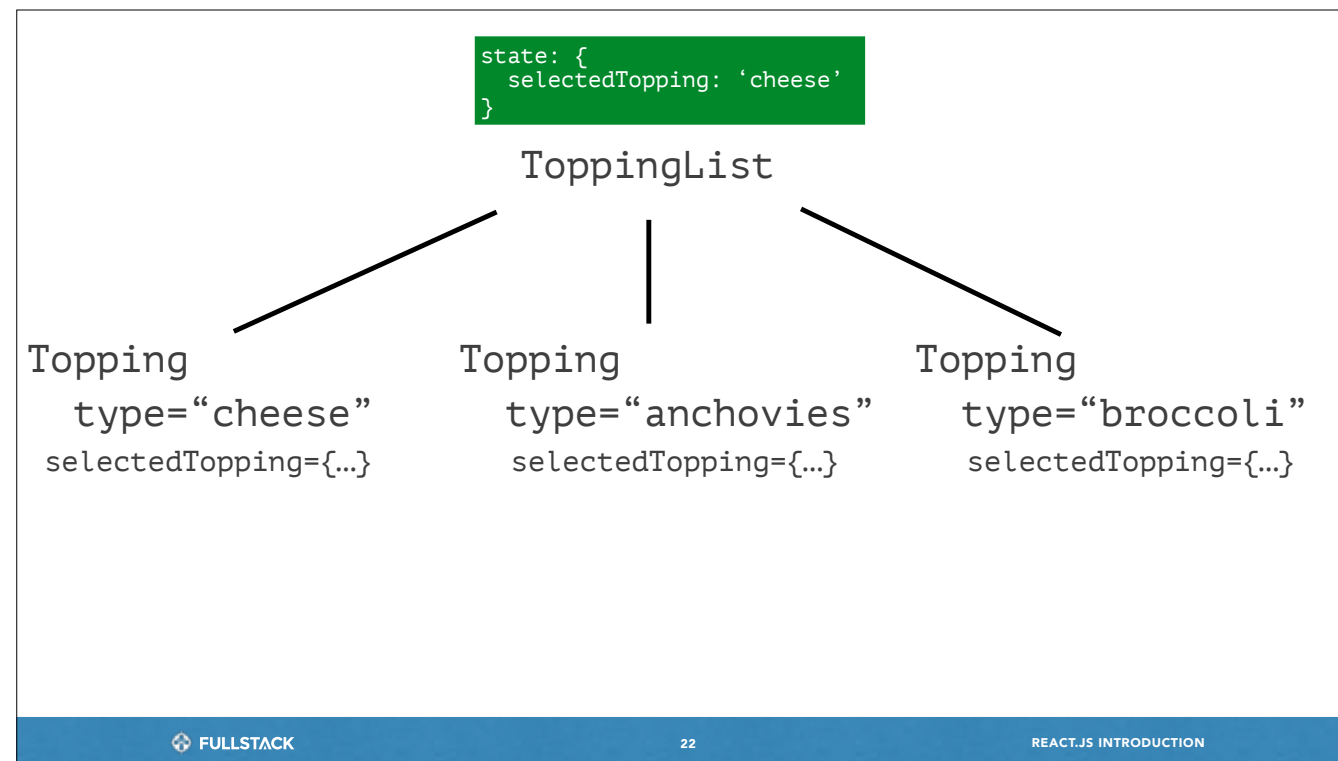 state: {
selectedTopping: ‘cheese’
}
ToppingList
Topping
type=“cheese”
selectedTopping={…}
Topping
type=“anchovies”
selectedTopping={…}
Topping
type=“broccoli”
selectedTopping={…}
FULLSTACK
22
REACT.JS INTRODUCTION